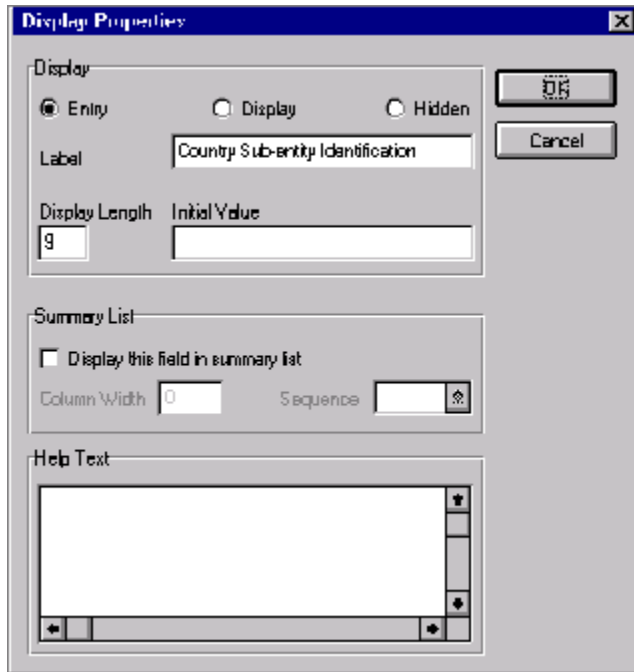 Display Properties
Display
Entry Display Hidden
OK
Label Country Sub-entity Identification
Cancel
Display Length Initial Value
9
Summary List
Display this field in summary list
Column Width 0 Sequence
Help Text